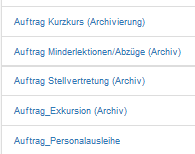 Auftrag Kurzkurs (Archivierung)
Auftrag Minderlektionen/Abzüge (Archiv)
Auftrag Stellvertretung (Archiv)
Auftrag_Exkursion (Archiv)
Auftrag_Personalausleihe